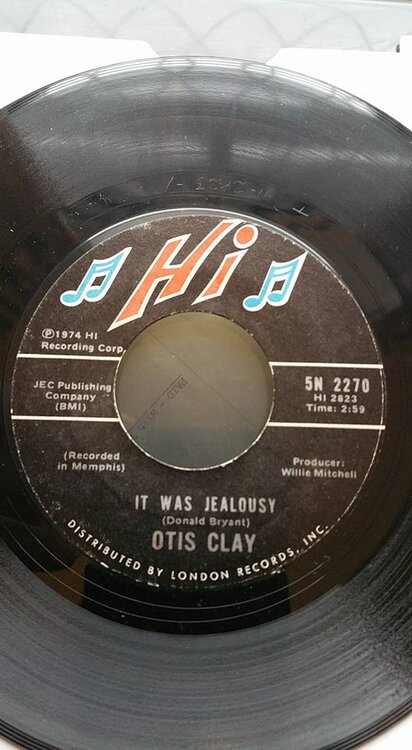 Hi
℗1974 HI
Recording Corp.
JEC Publishing
Company
(BMI)
5N 2270
HI 2823
Time: 2:59
(Recorded
in Memphis)
Producer:
Willie Mitchell
IT WAS JEALOUSY
(Donald Bryant)
OTIS CLAY
DISTRIBUTED BY LONDON RECORDS, INC.